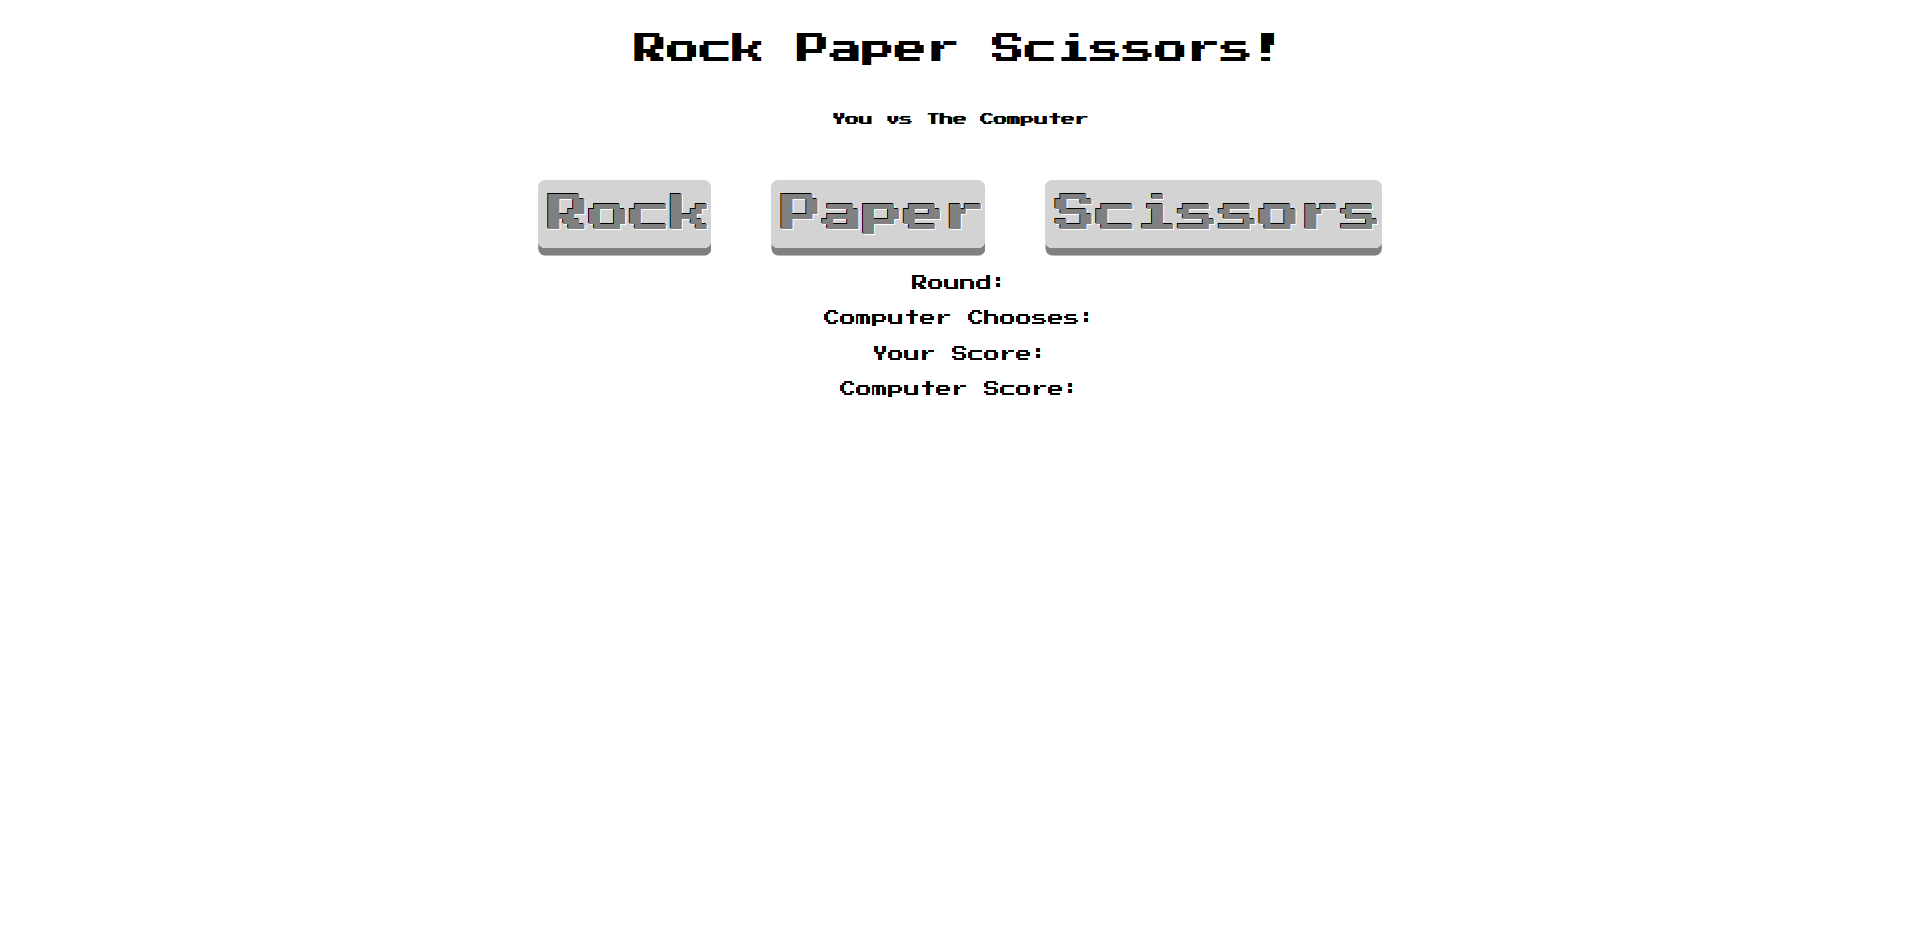 Rock Paper Scissors!
You vs The Computer
Rock Paper Scissors
Round:
Computer Chooses:
Your Score:
Computer Score: